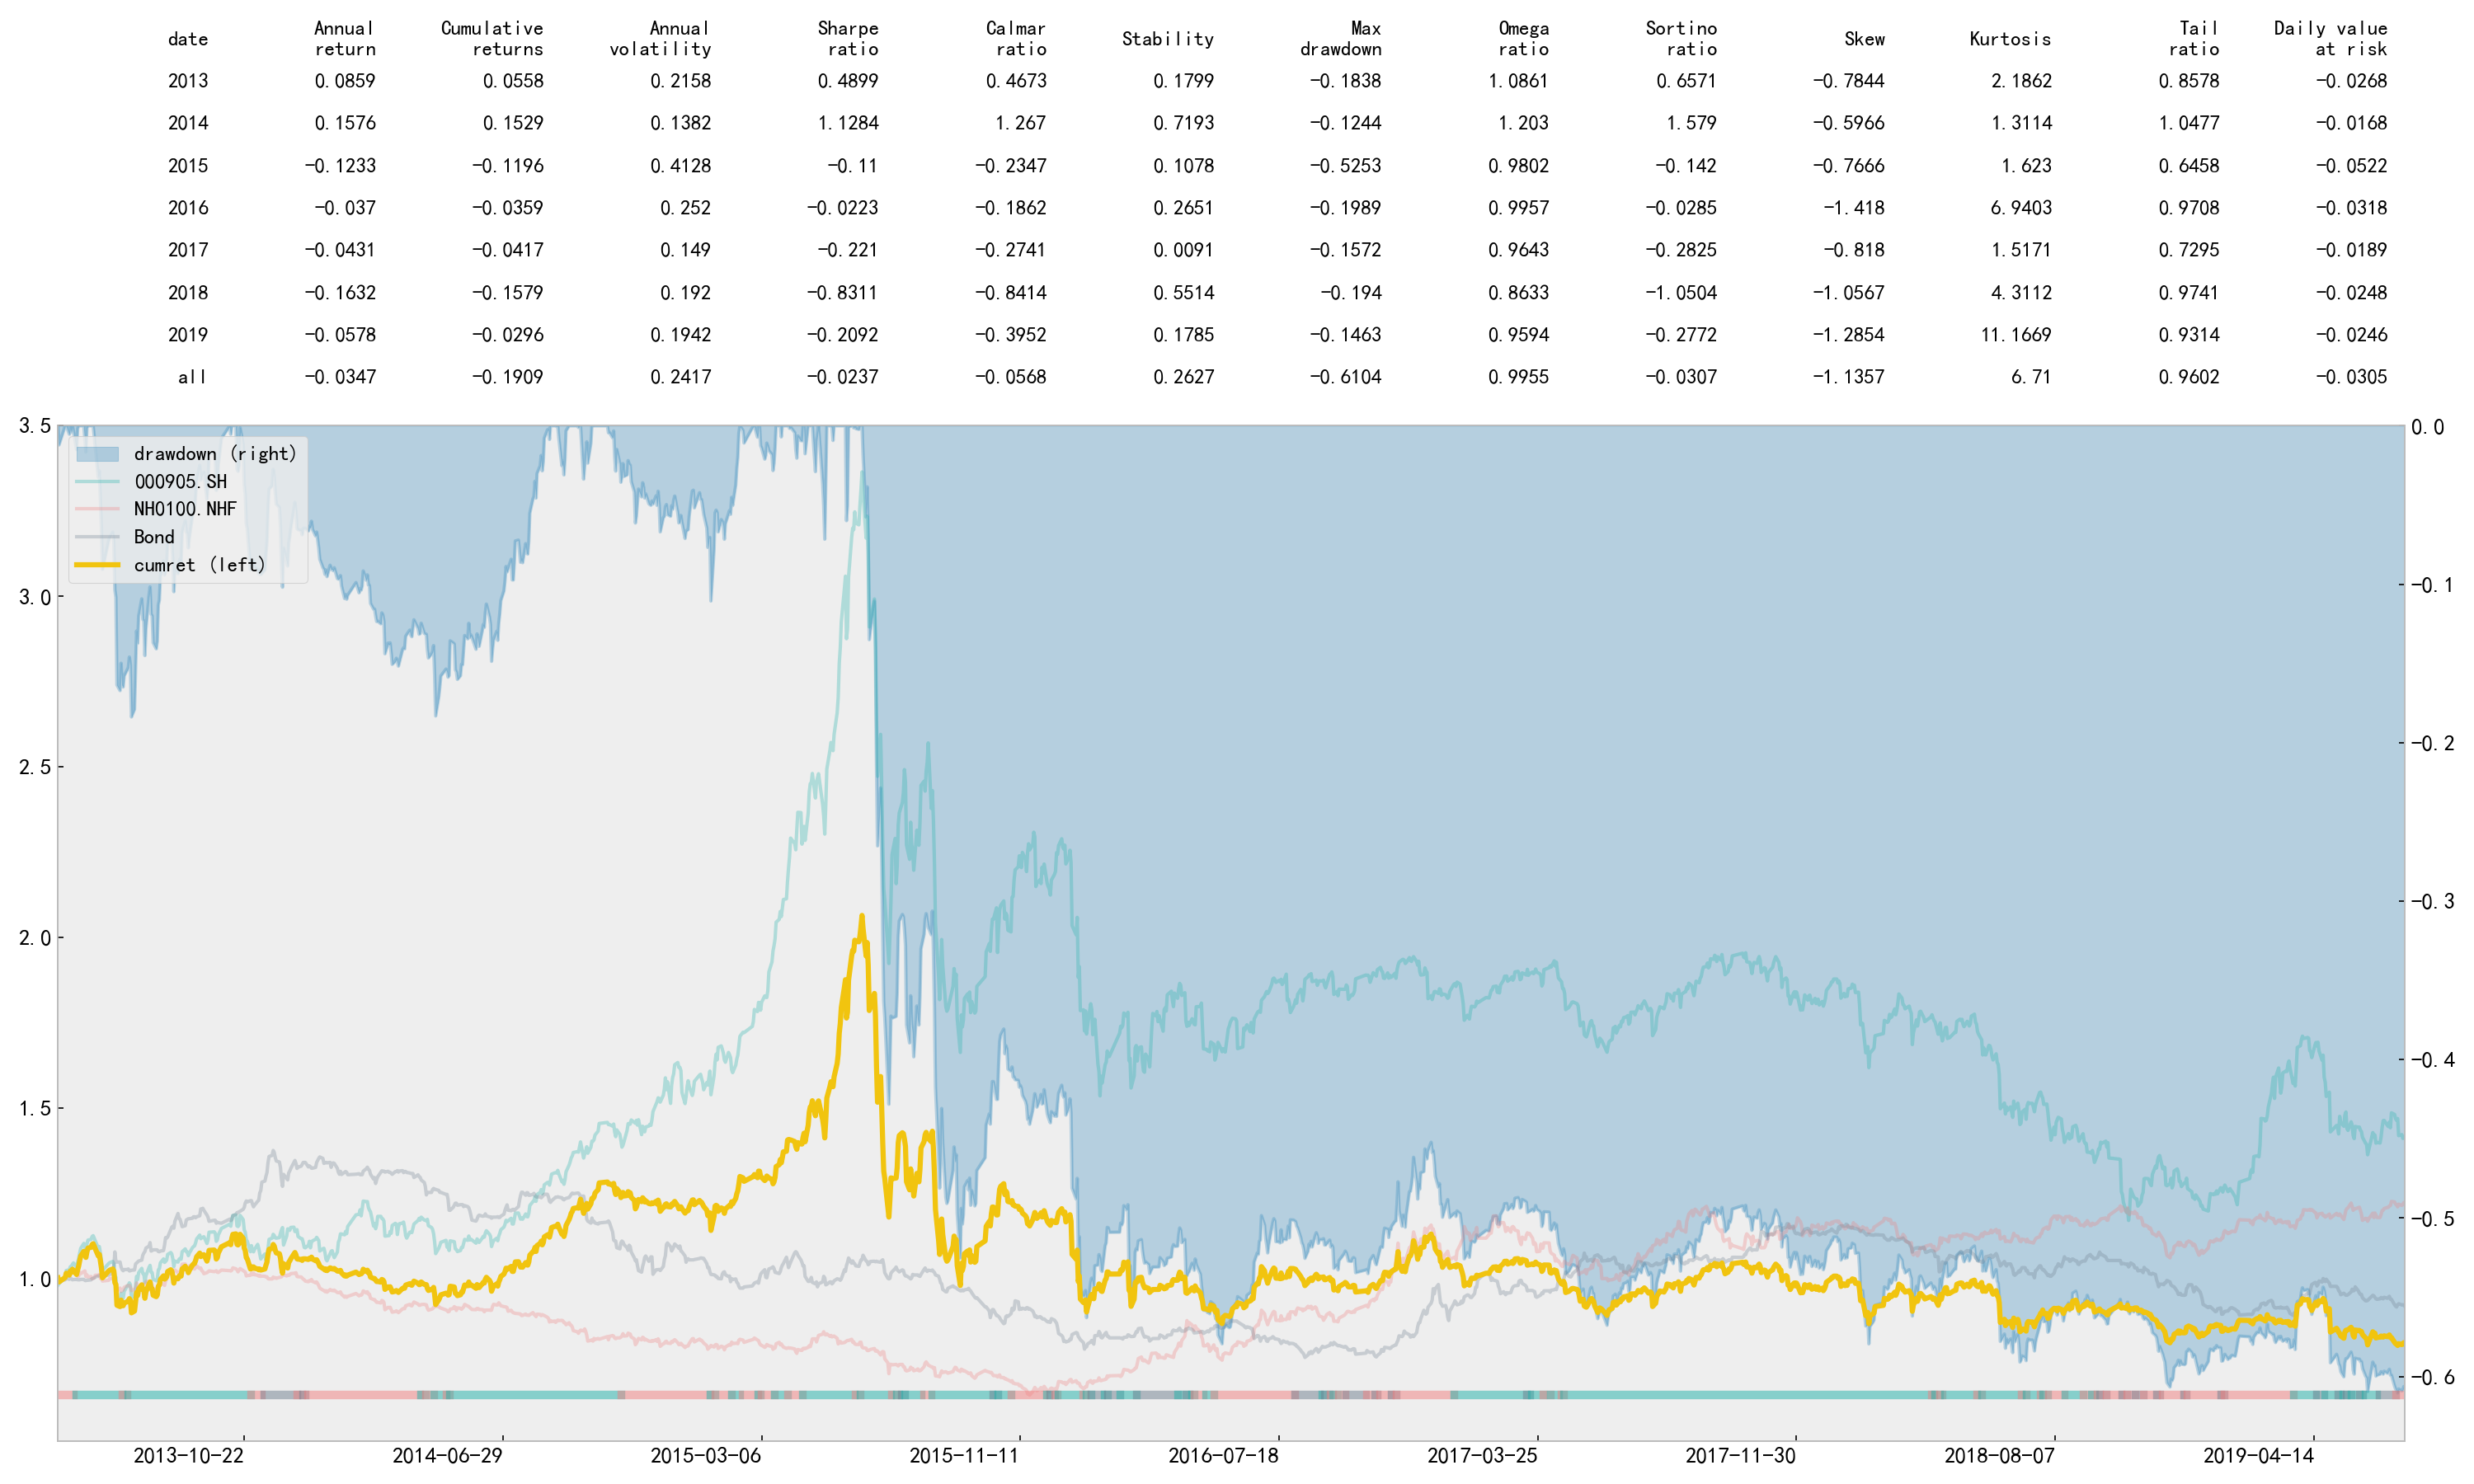 date Annual return Cumulative returns Annual volatility Sharpe ratio Calmar ratio Stability Max drawdown Omega ratio Sortino ratio Skew Kurtosis Tail ratio Daily value at risk
2013 0.0859 0.0558 0.2158 0.4899 0.4673 0.1799 −0.1838 1.0861 0.6571 −0.7844 2.1862 0.8578 −0.0268
2014 0.1576 0.1529 0.1382 1.1284 1.267 0.7193 −0.1244 1.203 1.579 −0.5966 1.3114 1.0477 −0.0168
2015 −0.1233 −0.1196 0.4128 −0.11 −0.2347 0.1078 −0.5253 0.9802 −0.142 −0.7666 1.623 0.6458 −0.0522
2016 −0.037 −0.0359 0.252 −0.0223 −0.1862 0.2651 −0.1989 0.9957 −0.0285 −1.418 6.9403 0.9708 −0.0318
2017 −0.0431 −0.0417 0.149 −0.221 −0.2741 0.0091 −0.1572 0.9643 −0.2825 −0.818 1.5171 0.7295 −0.0189
2018 −0.1632 −0.1579 0.192 −0.8311 −0.8414 0.5514 −0.194 0.8633 −1.0504 −1.0567 4.3112 0.9741 −0.0248
2019 −0.0578 −0.0296 0.1942 −0.2092 −0.3952 0.1785 −0.1463 0.9594 −0.2772 −1.2854 11.1669 0.9314 −0.0246
all −0.0347 −0.1909 0.2417 −0.0237 −0.0568 0.2627 −0.6104 0.9955 −0.0307 −1.1357 6.71 0.9602 −0.0305
3.5
3.0
2.5
2.0
1.5
1.0
drawdown (right)
000905.SH
NH0100.NHF
Bond
cumret (left)
0.0
−0.1
−0.2
−0.3
−0.4
−0.5
−0.6
2013-10-22 2014-06-29 2015-03-06 2015-11-11 2016-07-18 2017-03-25 2017-11-30 2018-08-07 2019-04-14